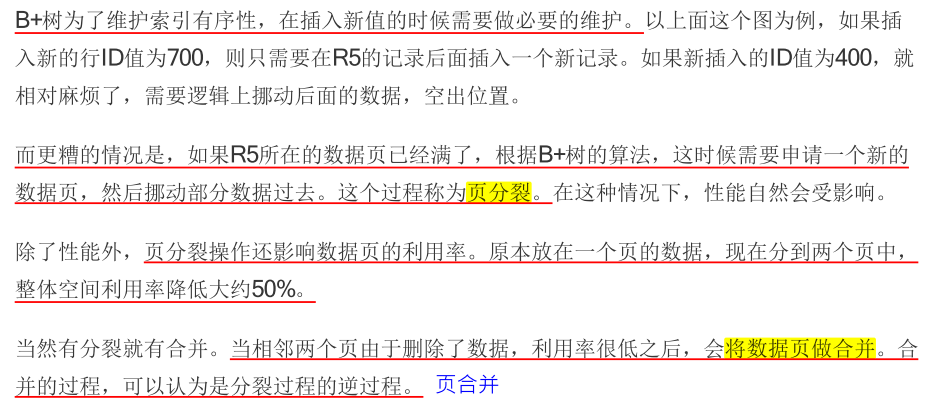 B+树为了维护索引有序性，在插入新值的时候需要做必要的维护。以上面这个图为例，如果插
入新的行ID值为700，则只需要在R5的记录后面插入一个新记录。如果新插入的ID值为400，就
相对麻烦了，需要逻辑上挪动后面的数据，空出位置。
而更糟的情况是，如果R5所在的数据页已经满了，根据B+树的算法，这时候需要申请一个新的
数据页，然后挪动部分数据过去。这个过程称为页分裂。在这种情况下，性能自然会受影响。
除了性能外，页分裂操作还影响数据页的利用率。原本放在一个页的数据，现在分到两个页中，
整体空间利用率降低大约50%。
当然有分裂就有合并。当相邻两个页由于删除了数据，利用率很低之后，会将数据页做合并。合
并的过程，可以认为是分裂过程的逆过程。 页合并